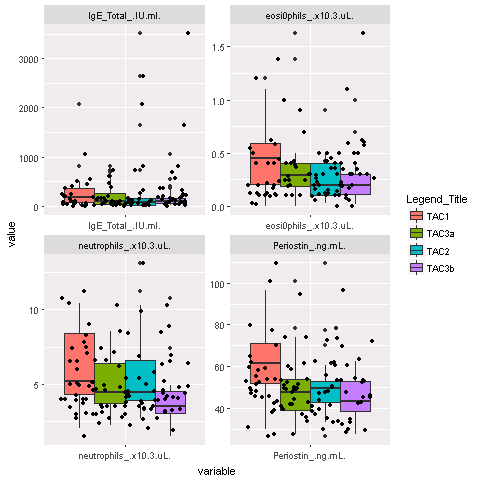 IgE_Total_.IU.ml.
eosi0phils_.x10.3.uL.
3000
2000
1000
0
1.5
1.0
0.5
0.0
IgE_Total_.IU.ml.
eosi0phils_.x10.3.uL.
value
neutrophils_.x10.3.uL.
Periostin_.ng.mL.
10
5
100
80
60
40
neutrophils_.x10.3.uL.
Periostin_.ng.mL.
variable
Legend_Title
TAC1
TAC3a
TAC2
TAC3b